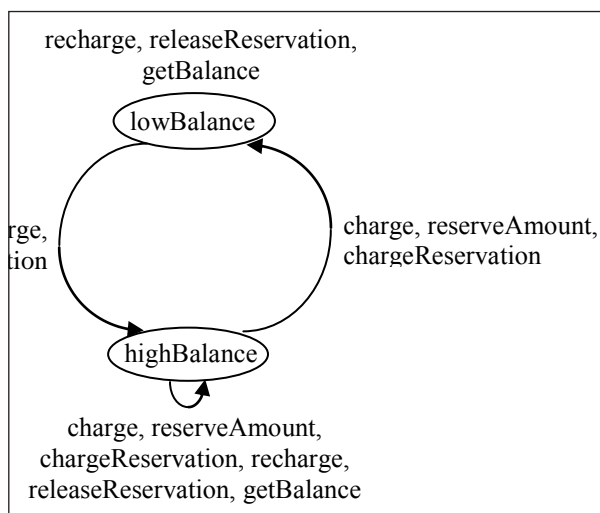 recharge, releaseReservation,
getBalance
lowBalance
charge, reserveAmount,
chargeReservation
highBalance
charge, reserveAmount,
chargeReservation, recharge,
releaseReservation, getBalance